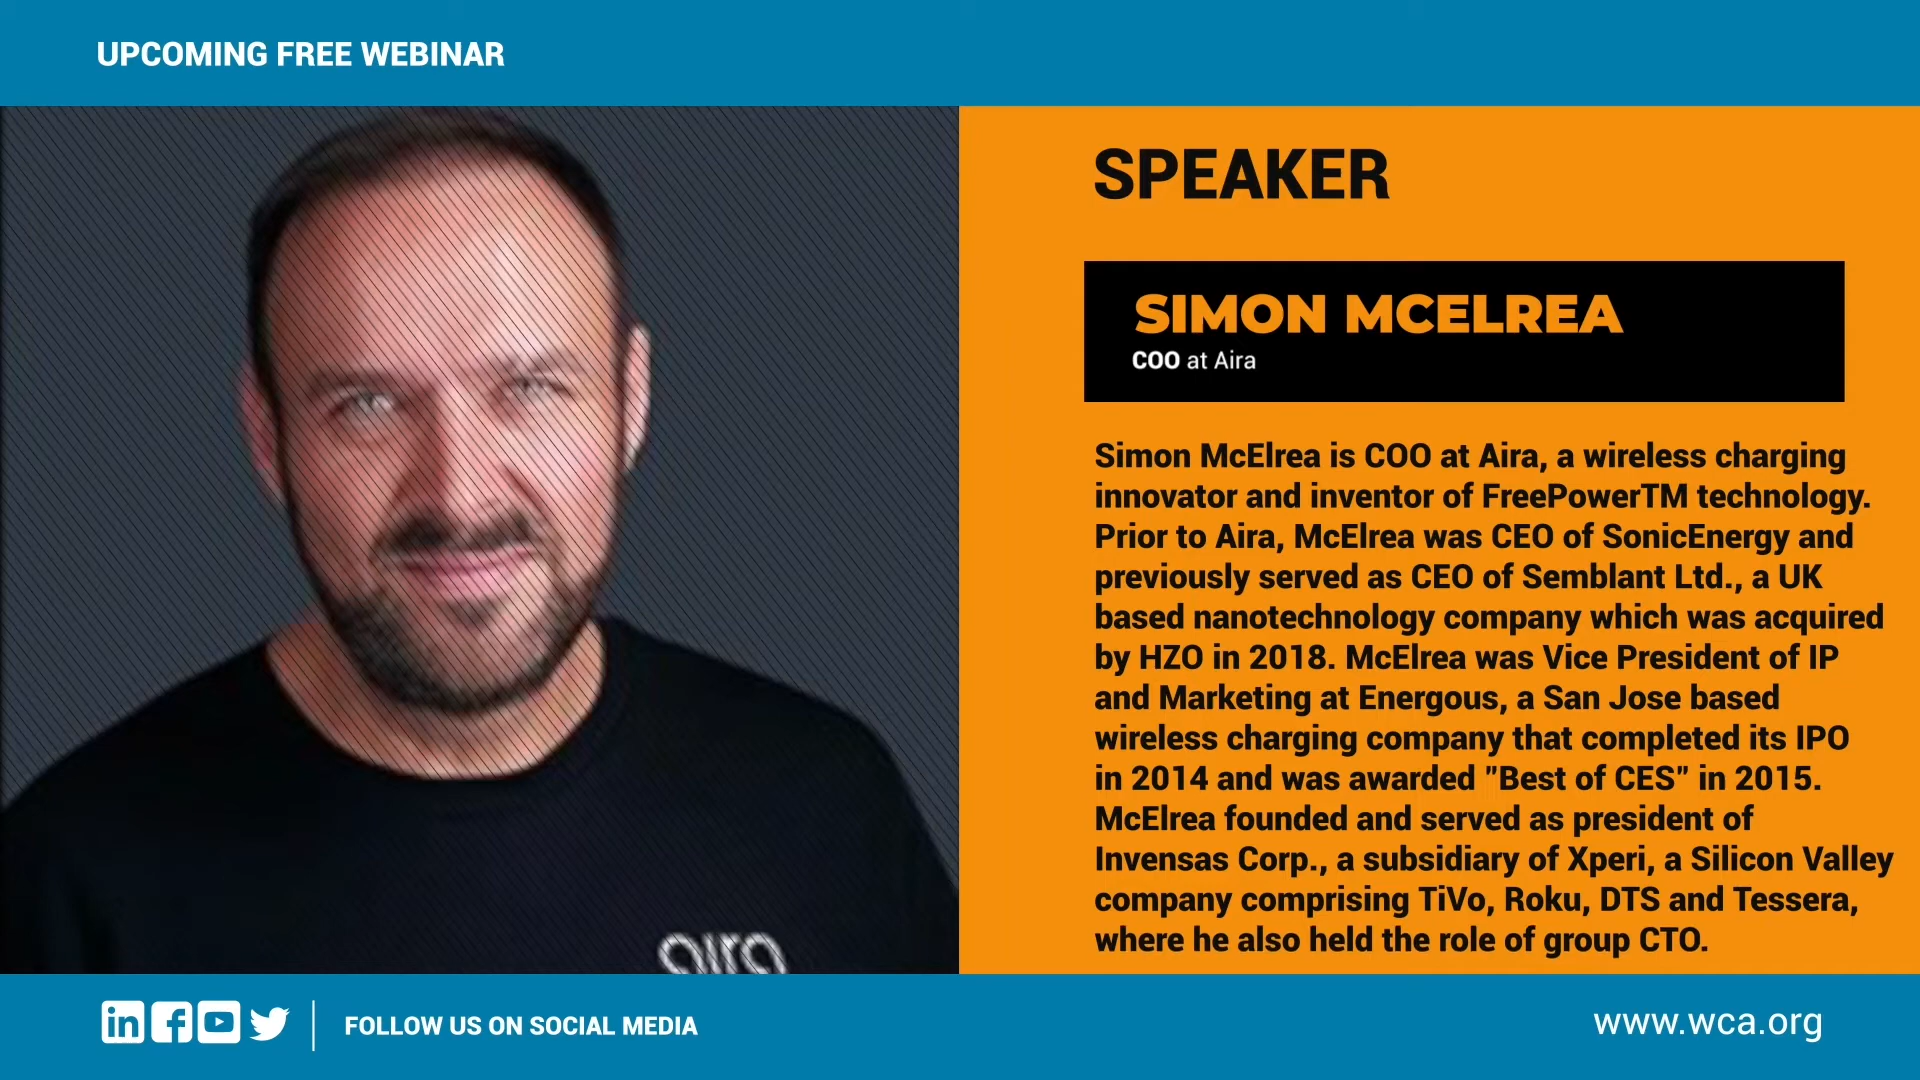 UPCOMING FREE WEBINAR
SPEAKER
SIMON MCELREA
COO at Aira
Simon McElrea is COO at Aira, a wireless charging
innovator and inventor of FreePowerTM technology.
Prior to Aira, McElrea was CEO of SonicEnergy and
previously served as CEO of Semblant Ltd., a UK
based nanotechnology company which was acquired
by HZO in 2018. McElrea was Vice President of IP
and Marketing at Energous, a San Jose based
wireless charging company that completed its IPO
in 2014 and was awarded "Best of CES" in 2015.
McElrea founded and served as president of
Invensas Corp., a subsidiary of Xperi, a Silicon Valley
company comprising TiVo, Roku, DTS and Tessera,
where he also held the role of group CTO.
aira
in f
FOLLOW US ON SOCIAL MEDIA
www.wca.org